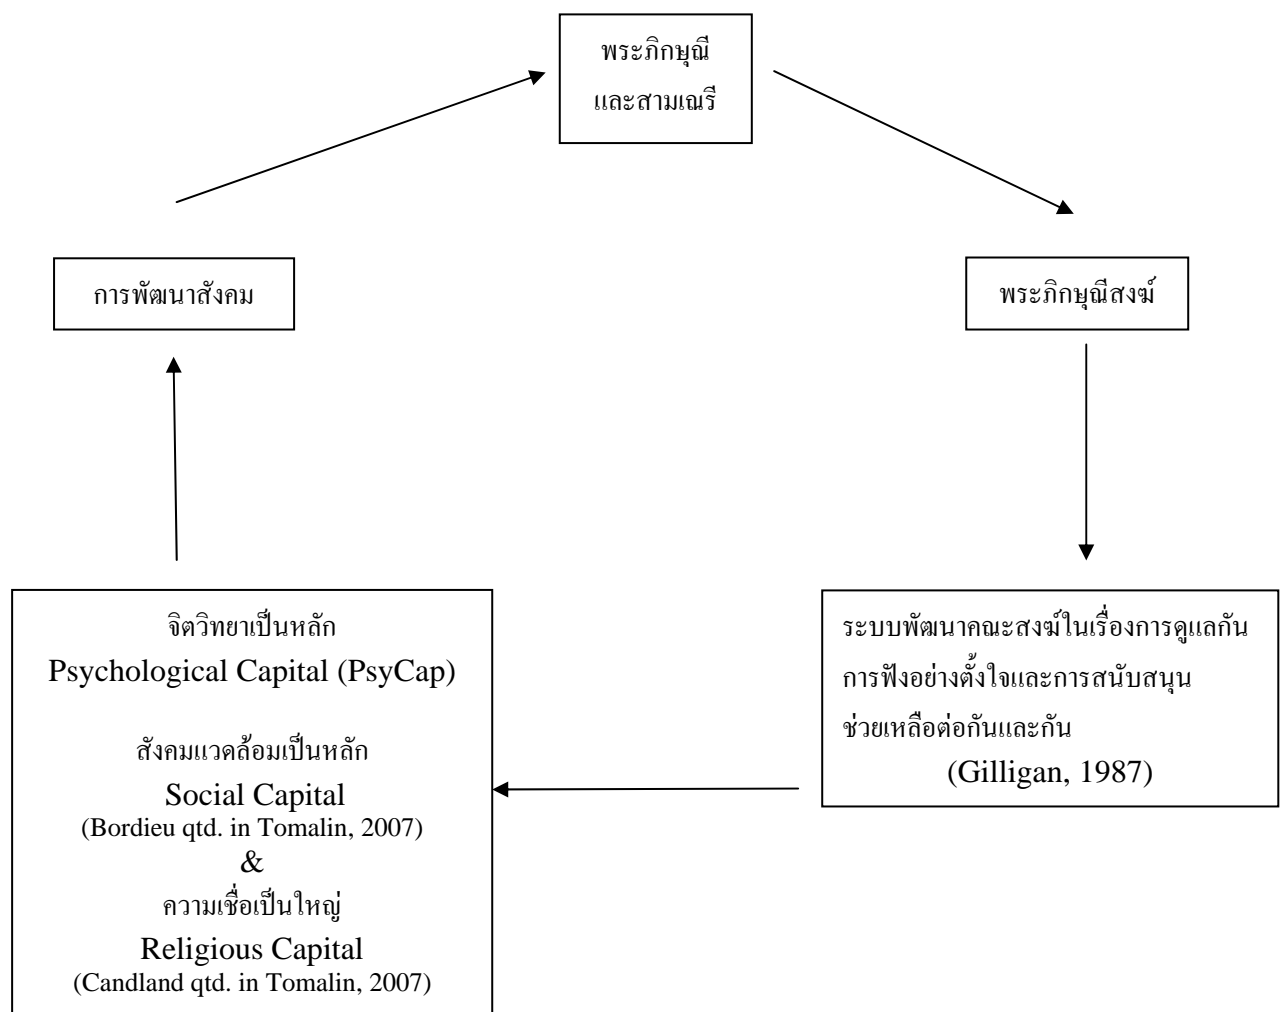 พระภิกษุณี
และสามเณรี
การพัฒนาสังคม
พระภิกษุณีสงฆ์
จิตวิทยาเป็นหลัก
Psychological Capital (PsyCap)
สังคมแวดล้อมเป็นหลัก
Social Capital
(Bordieu qtd. in Tomalin, 2007)
&
ความเชื่อเป็นใหญ่
Religious Capital
(Candland qtd. in Tomalin, 2007)
ระบบพัฒนาคณะสงฆ์ในเรื่องการดูแลกัน
การฟังอย่างตั้งใจและการสนับสนุน
ช่วยเหลือต่อกันและกัน
(Gilligan, 1987)